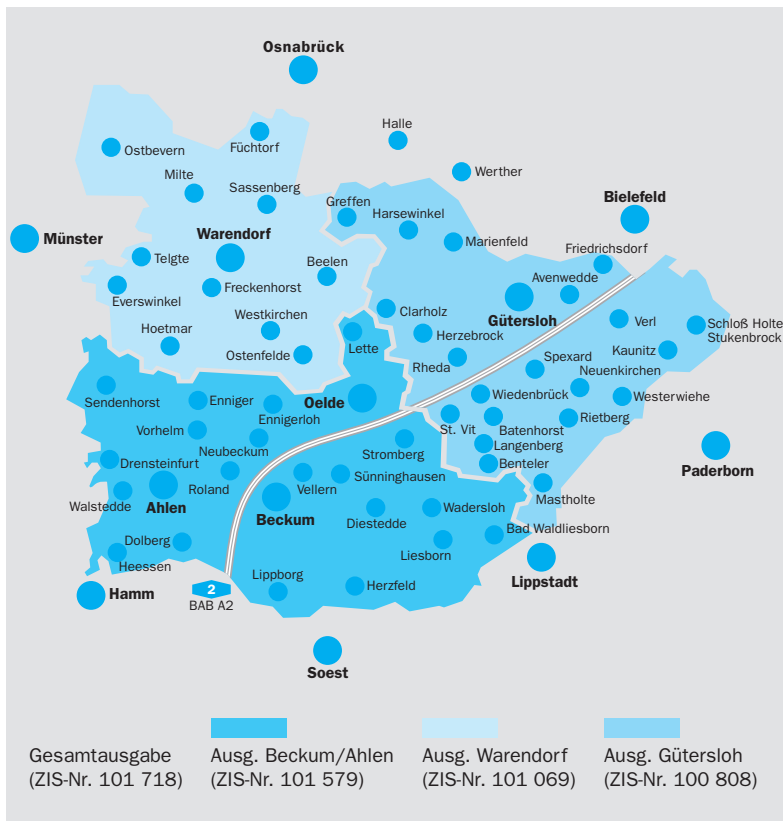 Osnabrück
Halle
Ostbevern
Füchtorf
Milte
Sassenberg
Werther
Greffen
Harsewinkel
Bielefeld
Münster
Warendorf
Marienfeld
Telgte
Beelen
Friedrichsdorf
Everswinkel
Freckenhorst
Avenwedde
Clarholz
Gütersloh
Westkirchen
Hoetmar
Ostenfelde
Lette
Herzebrock
Verl
Schloß Holte
Stukenbrock
Rheda
Spexard
Kaunitz
Neuenkirchen
Sendenhorst
Enniger
Ennigerloh
Oelde
Wiedenbrück
Westerwiehe
Vorhelm
Neubeckum
St. Vit
Batenhorst
Rietberg
Stromberg
Langenberg
Drensteinfurt
Benteler
Paderborn
Walstedde
Ahlen
Roland
Vellern
Sünninghausen
Mastholte
Beckum
Diestedde
Wadersloh
Bad Waldliesborn
Dolberg
Heessen
Liesborn
Hamm
2
BAB A2
Lippborg
Herzfeld
Lippstadt
Soest
Gesamtausgabe
(ZIS-Nr. 101 718)
Ausg. Beckum/Ahlen
(ZIS-Nr. 101 579)
Ausg. Warendorf
(ZIS-Nr. 101 069)
Ausg. Gütersloh
(ZIS-Nr. 100 808)